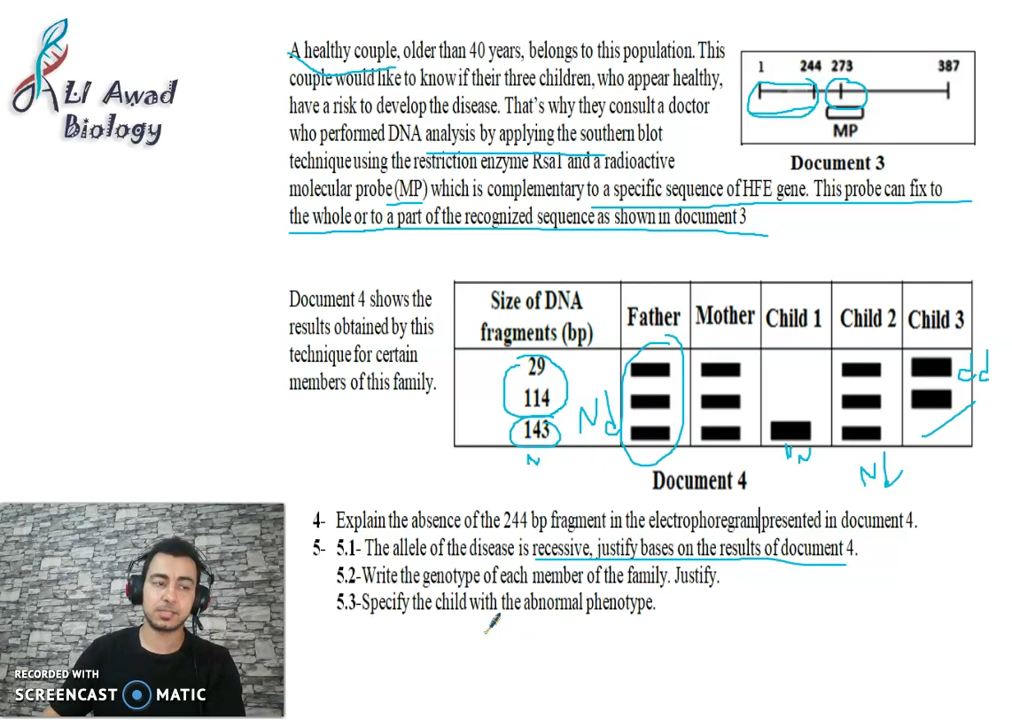 ALI Awad
Biology
A healthy couple, older than 40 years, belongs to this population. This
couple would like to know if their three children, who appear healthy,
have a risk to develop the disease. That's why they consult a doctor
who performed DNA analysis by applying the southern blot
technique using the restriction enzyme Rsa1 and a radioactive
molecular probe (MP) which is complementary to a specific sequence of HFE gene. This probe can fix to
the whole or to a part of the recognized sequence as shown in document 3
1 244 273 387
MP
Document 3
Document 4 shows the
results obtained by this
technique for certain
members of this family.
Size of DNA
fragments (bp)
Father Mother Child 1 Child 2 Child 3
29
114
143
Nd
N
NN
dd
Document 4
4- Explain the absence of the 244 bp fragment in the electrophoregram presented in document 4.
5- 5.1- The allele of the disease is recessive, justify bases on the results of document 4.
5.2-Write the genotype of each member of the family. Justify.
5.3-Specify the child with the abnormal phenotype.
RECORDED WITH
SCREENCAST MATIC